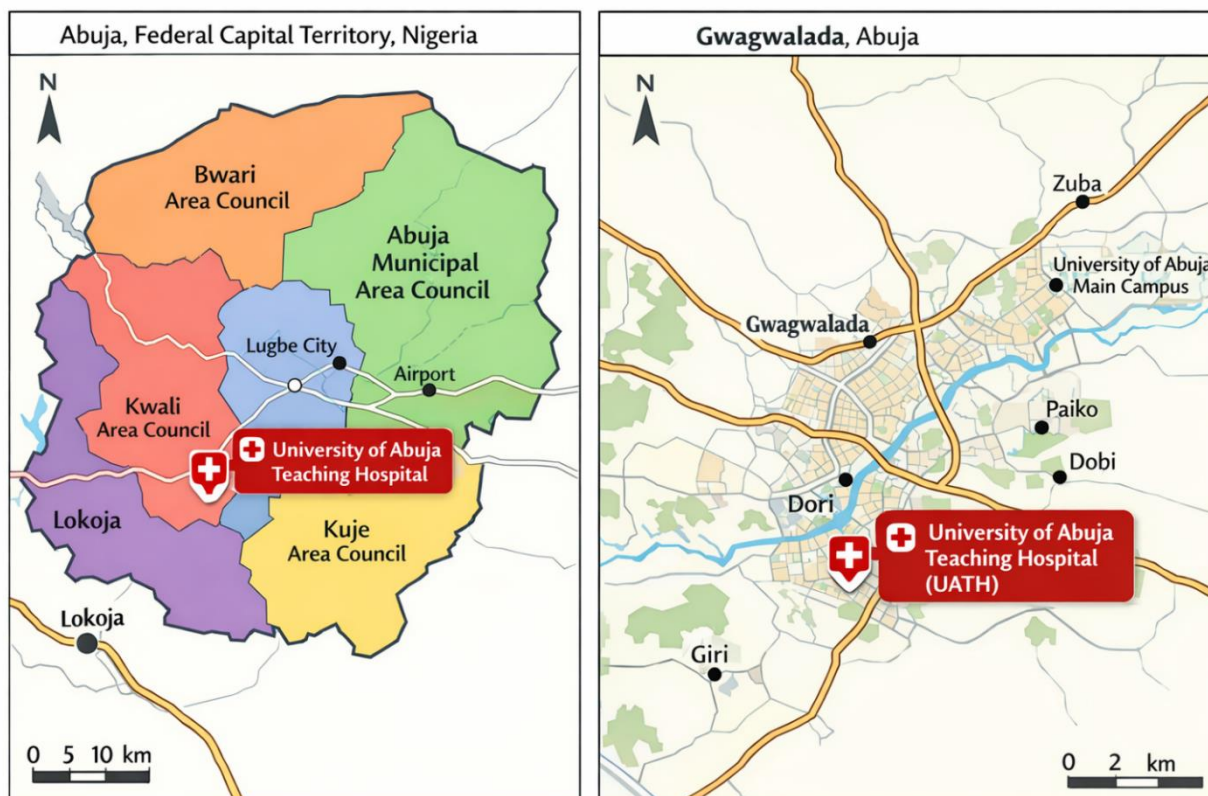 Abuja, Federal Capital Territory, Nigeria
N
Bwari
Area Council
Abuja
Municipal
Area Council
Lugbe City
Airport
Kwali
Area Council
University of Abuja
Teaching Hospital
Lokoja
Kuje
Area Council
Lokoja
0 5 10 km
Gwagwalada, Abuja
N
Zuba
University of Abuja
Main Campus
Gwagwalada
Paiko
Dobi
Dori
University of Abuja
Teaching Hospital
(UATH)
Giri
0 2 km